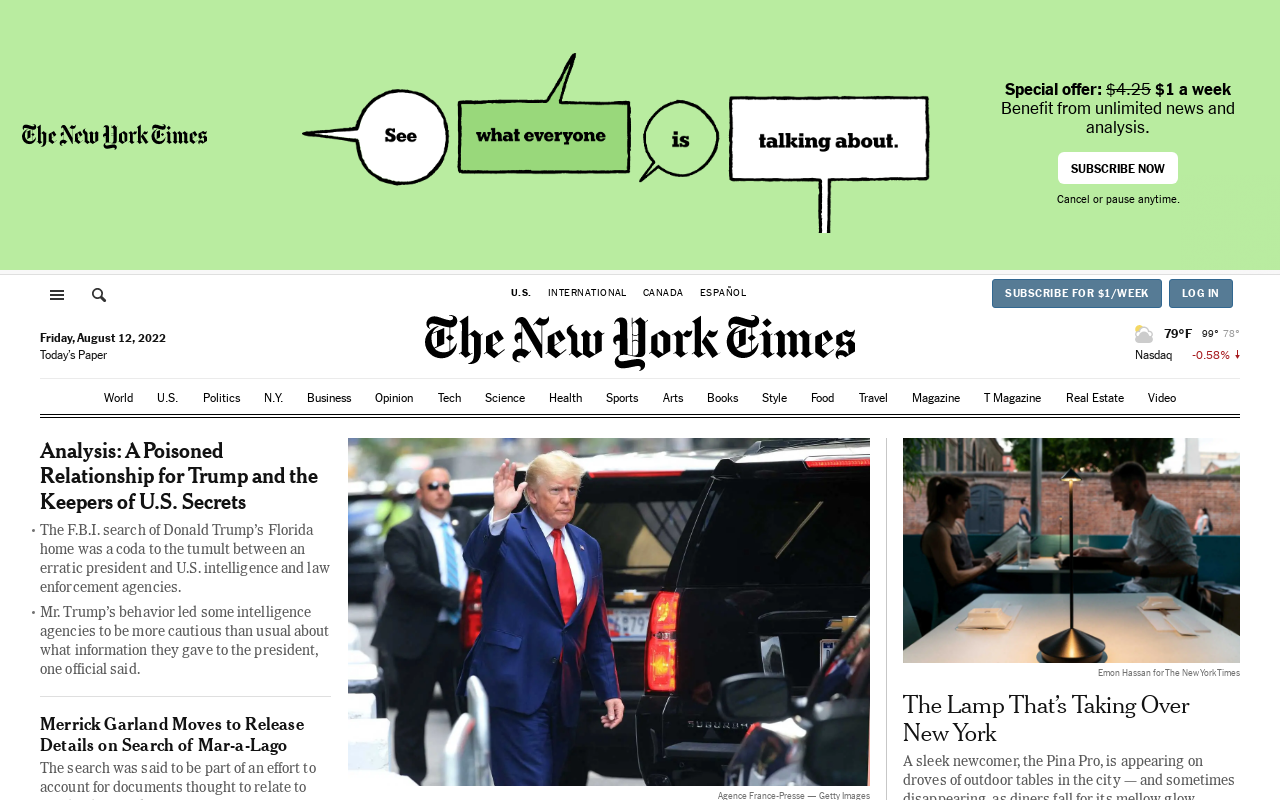 The New York Times
See
what everyone
is
talking about.
Special offer: $4.25 $1 a week
Benefit from unlimited news and
analysis.
SUBSCRIBE NOW
Cancel or pause anytime.
U.S. INTERNATIONAL CANADA ESPAÑOL
SUBSCRIBE FOR $1/WEEK LOG IN
The New York Times
Friday, August 12, 2022
Today's Paper
79°F 99° 78°
Nasdaq -0.58% ↓
World U.S. Politics N.Y. Business Opinion Tech Science Health Sports Arts Books Style Food Travel Magazine T Magazine Real Estate Video
Analysis: A Poisoned
Relationship for Trump and the
Keepers of U.S. Secrets
• The F.B.I. search of Donald Trump's Florida
home was a coda to the tumult between an
erratic president and U.S. intelligence and law
enforcement agencies.
• Mr. Trump's behavior led some intelligence
agencies to be more cautious than usual about
what information they gave to the president,
one official said.
Merrick Garland Moves to Release
Details on Search of Mar-a-Lago
The search was said to be part of an effort to
account for documents thought to relate to
Agence France-Presse — Getty Images
Emon Hassan for The New York Times
The Lamp That's Taking Over
New York
A sleek newcomer, the Pina Pro, is appearing on
droves of outdoor tables in the city — and sometimes
disappearing, as diners fall for its mellow glow.